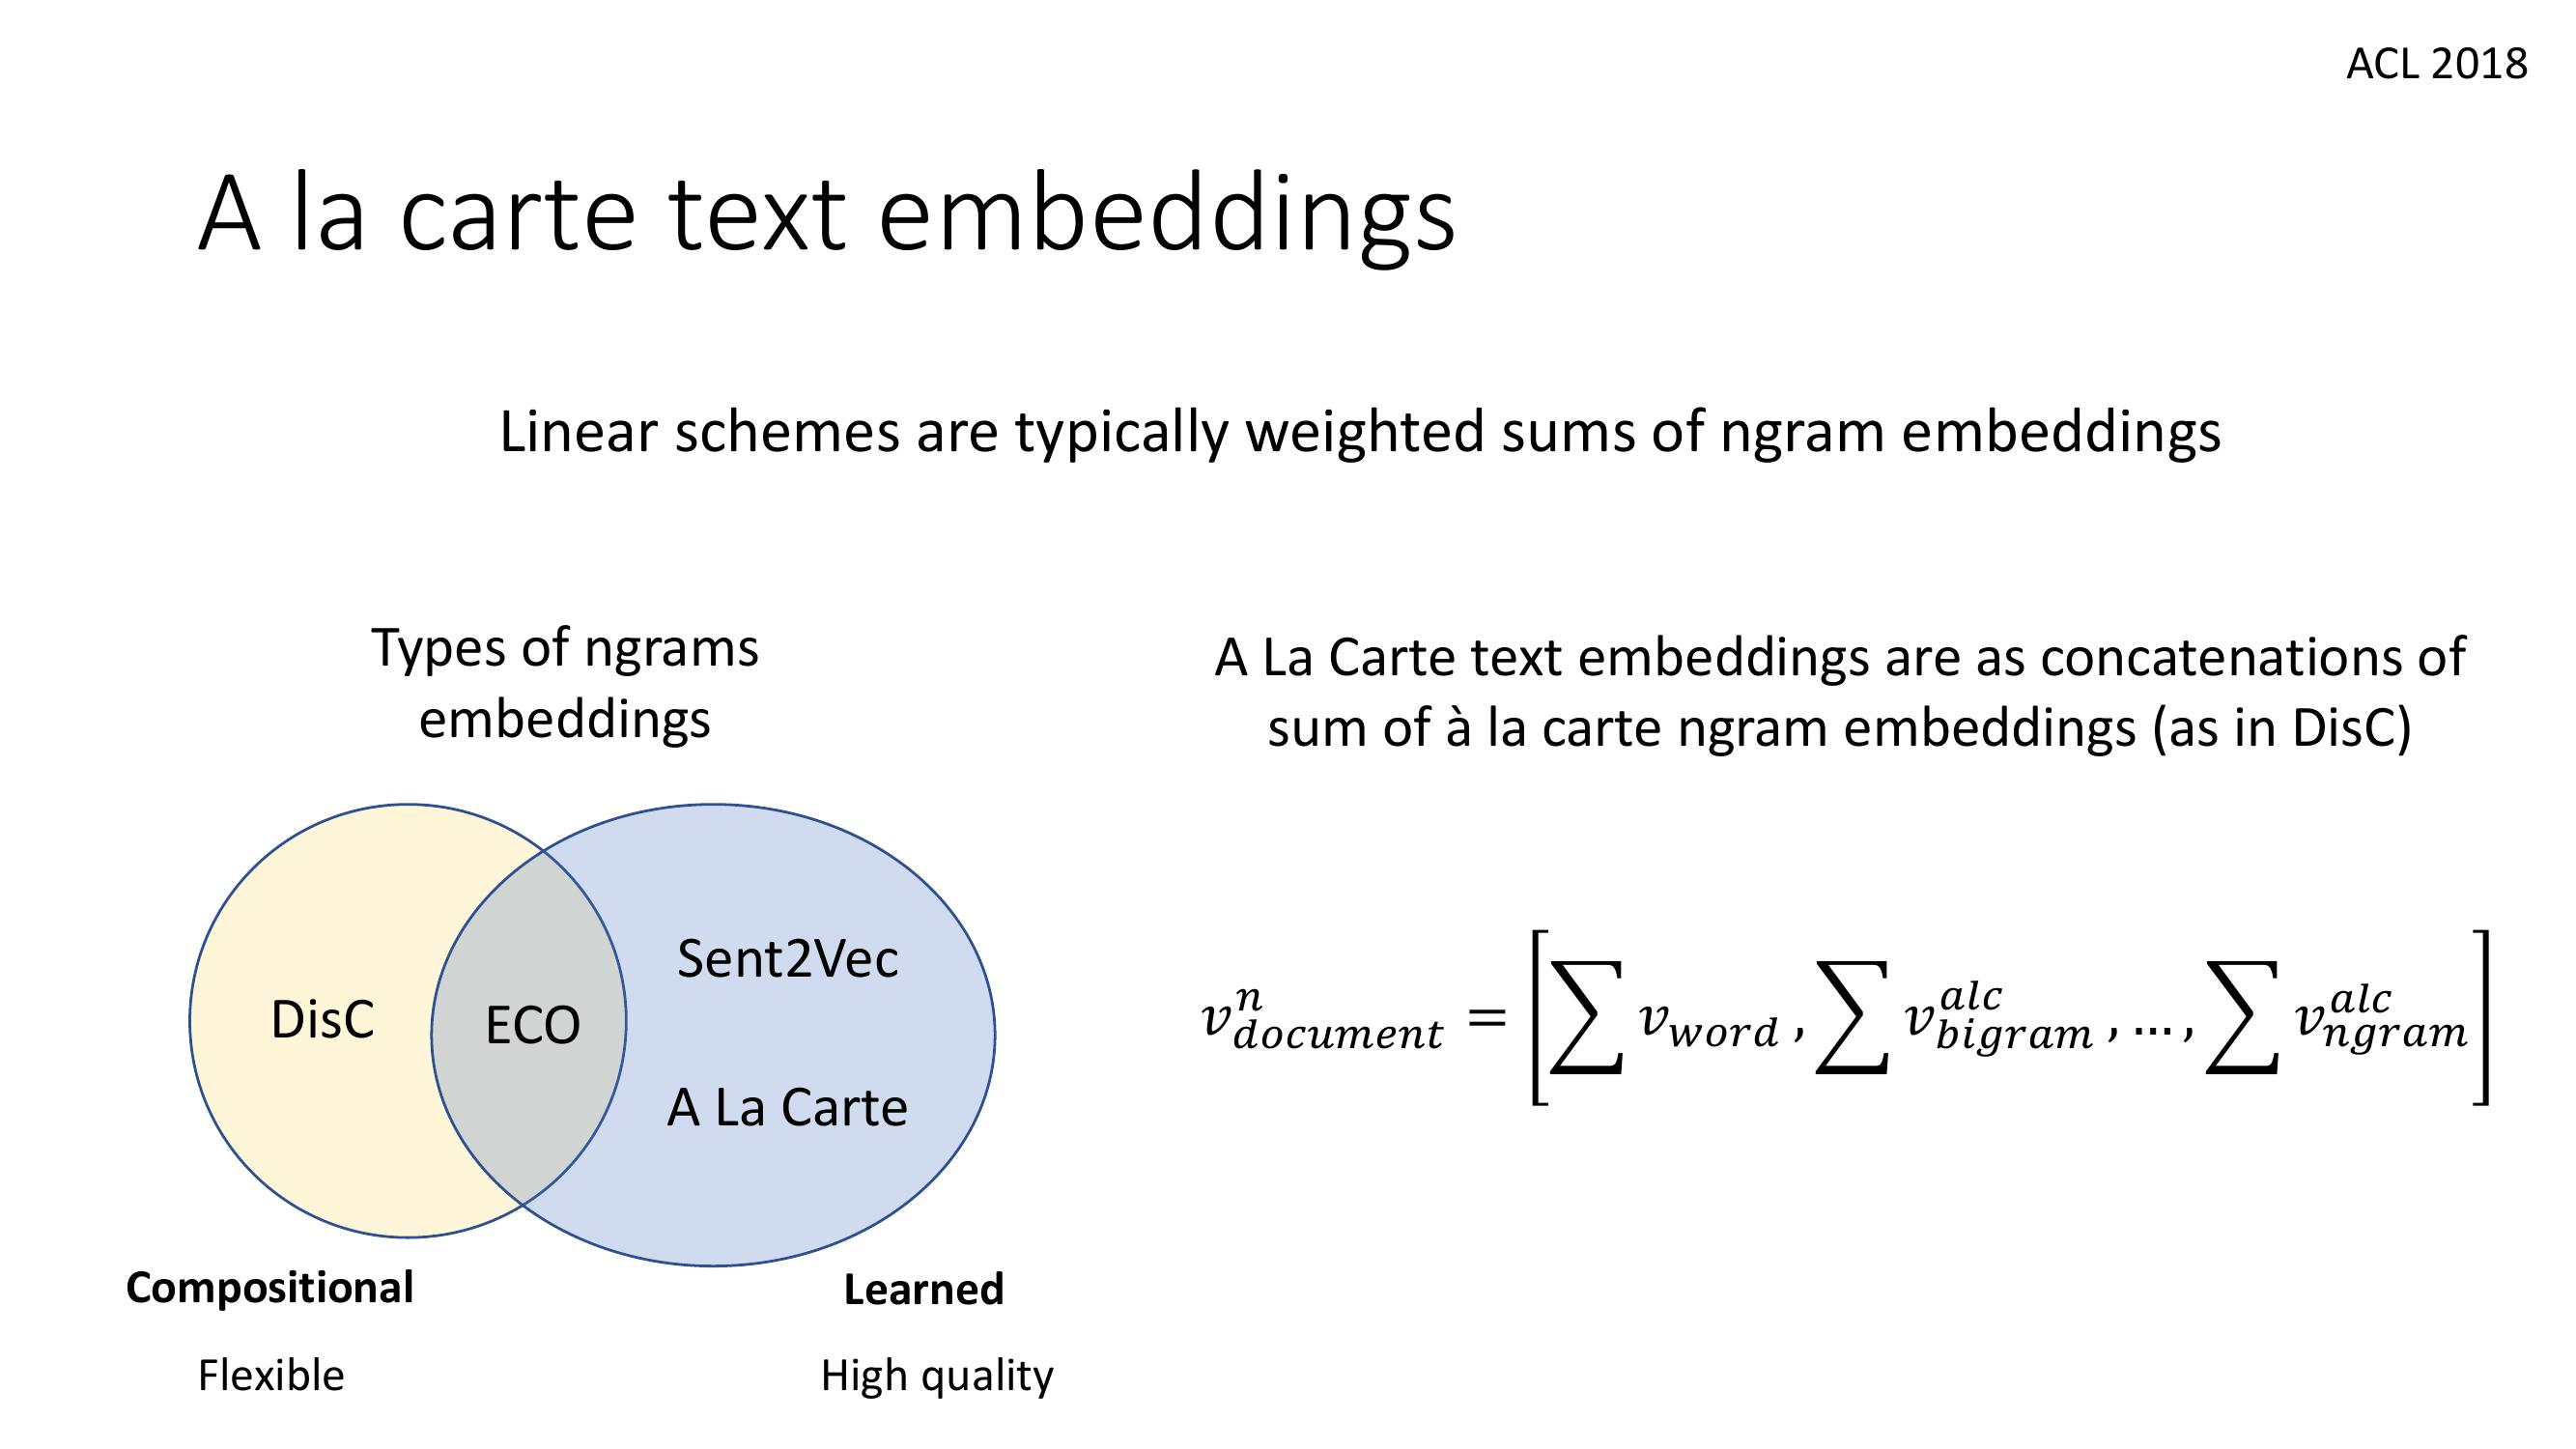 ACL 2018
A la carte text embeddings
Linear schemes are typically weighted sums of ngram embeddings
Types of ngrams
embeddings
DisC
ECO
Sent2Vec
A La Carte
Compositional
Learned
Flexible
High quality
A La Carte text embeddings are as concatenations of
sum of à la carte ngram embeddings (as in DisC)
$v_{document}^{n} = \left[ \sum v_{word} , \sum v_{bigram}^{alc} , \ldots , \sum v_{ngram}^{alc} \right]$